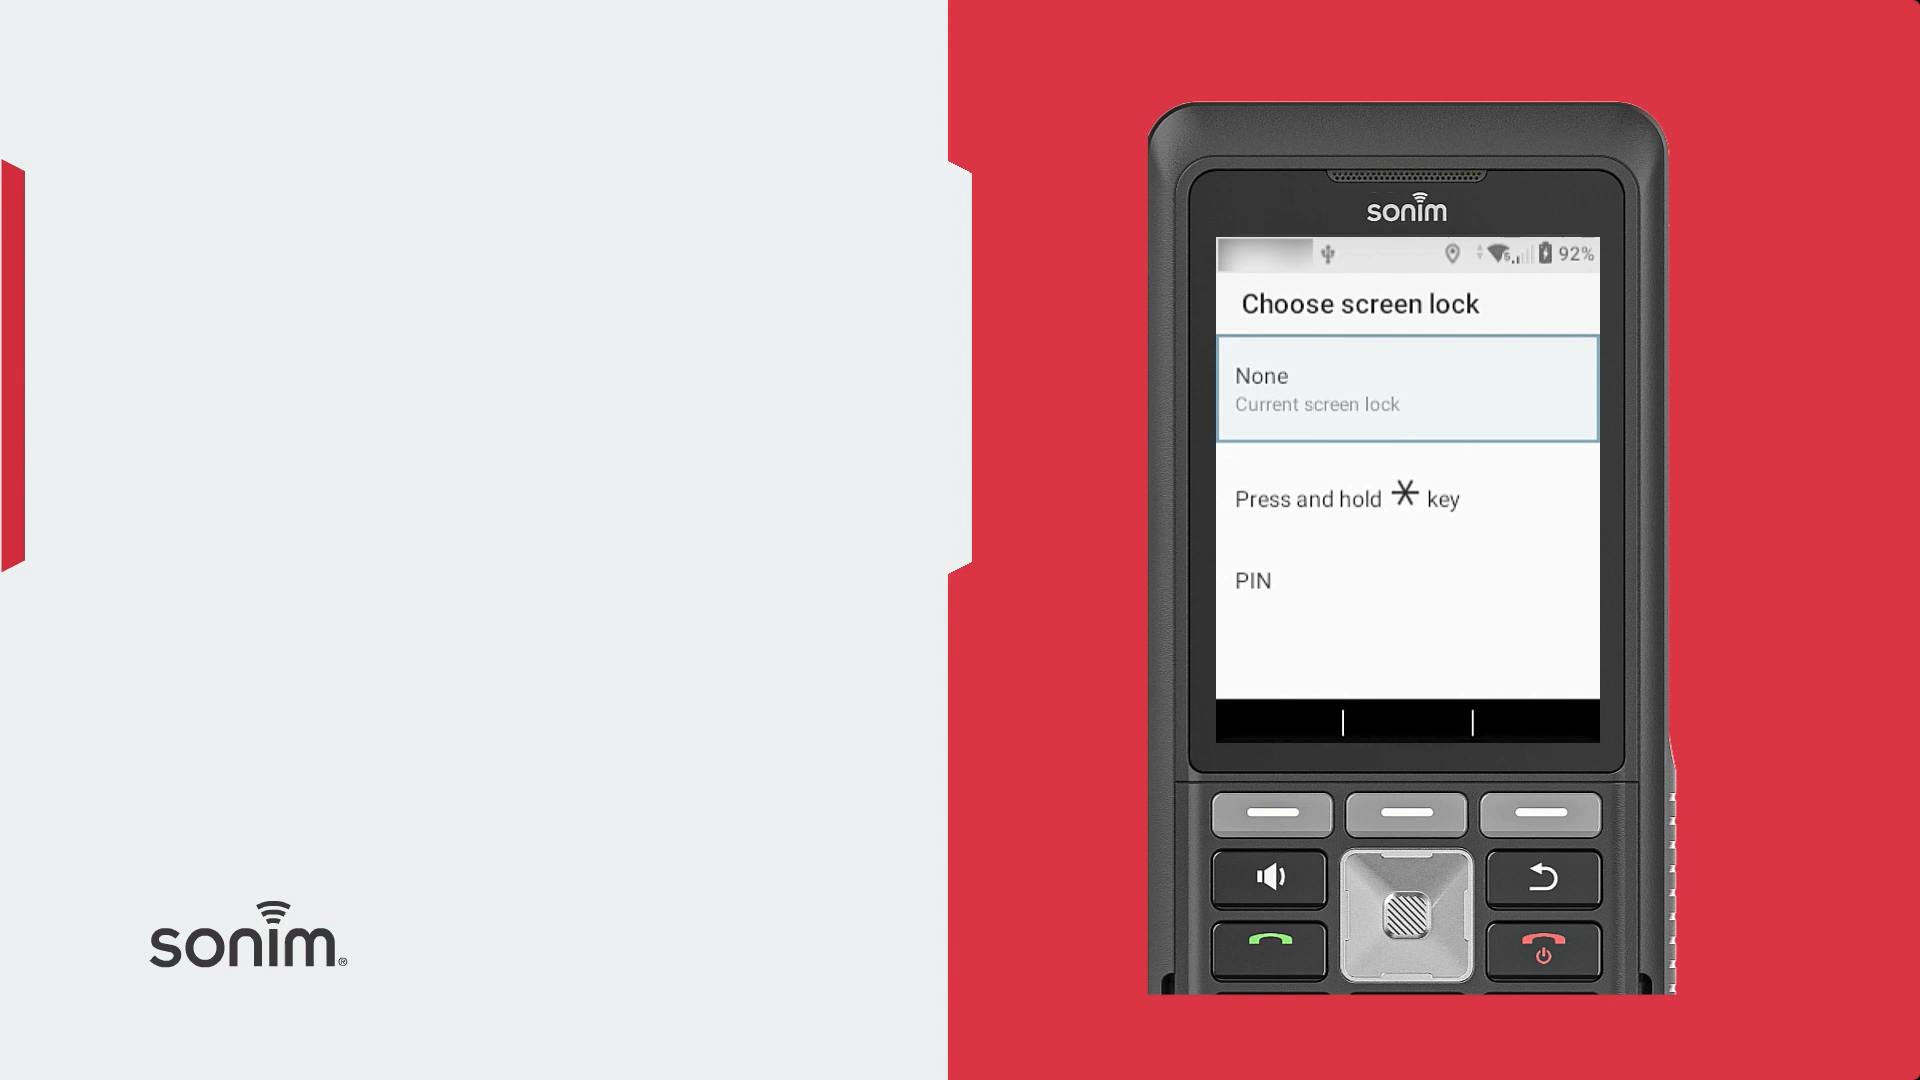 sonim
92%
Choose screen lock
None
Current screen lock
Press and hold * key
PIN
sonim®